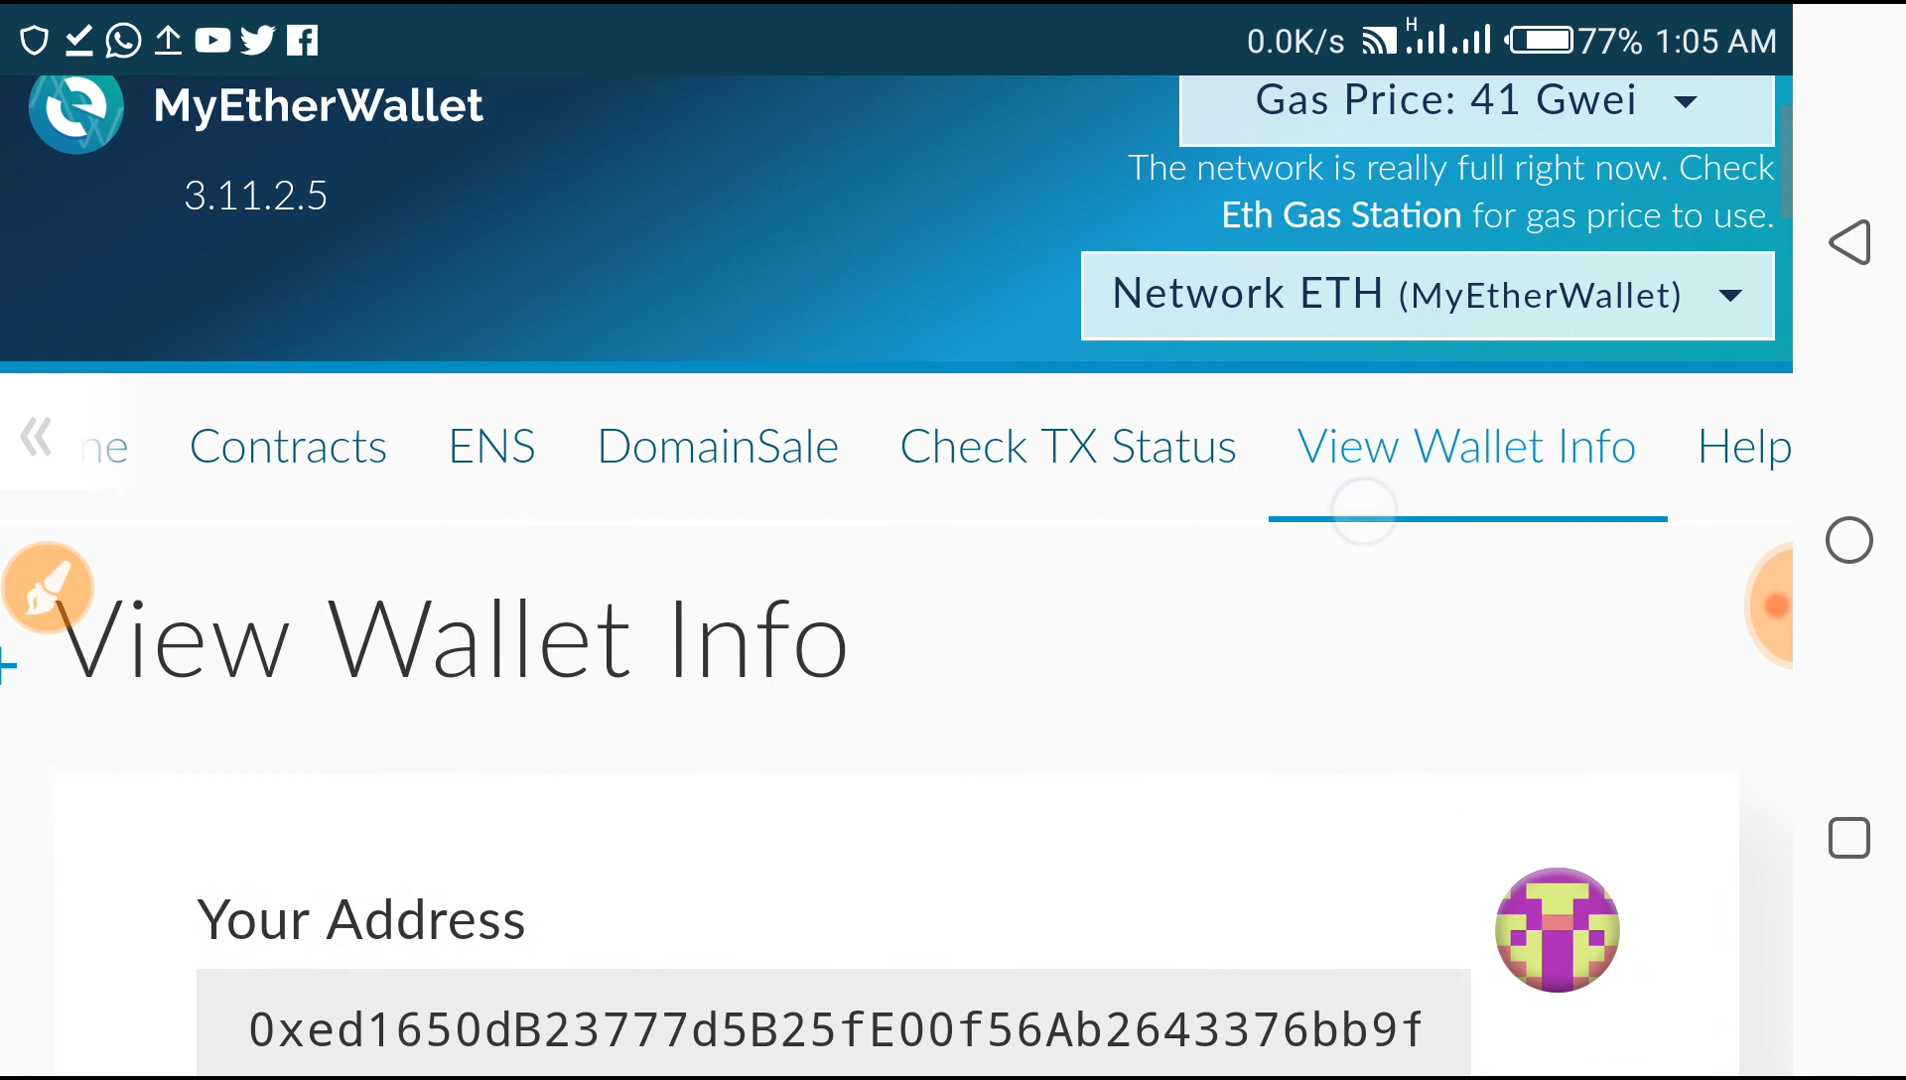 0.0K/s H 77% 1:05 AM
MyEtherWallet
3.11.2.5
Gas Price: 41 Gwei
The network is really full right now. Check
Eth Gas Station for gas price to use.
Network ETH (MyEtherWallet)
ne Contracts ENS DomainSale Check TX Status View Wallet Info Help
View Wallet Info
Your Address
0xed1650dB23777d5B25fE00f56Ab2643376bb9f